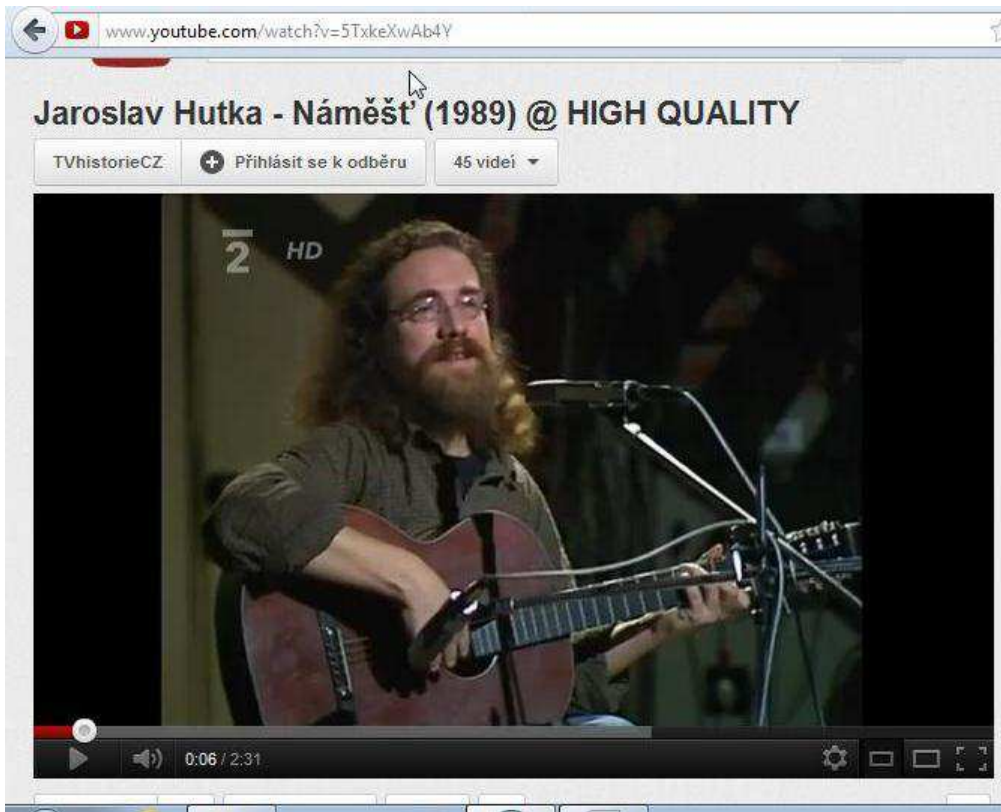 www.youtube.com/watch?v=5TxkeXwAb4Y
Jaroslav Hutka - Náměšť (1989) @ HIGH QUALITY
TVhistorieCZ Přihlásit se k odběru 45 videí
2 HD
0:06 / 2:31